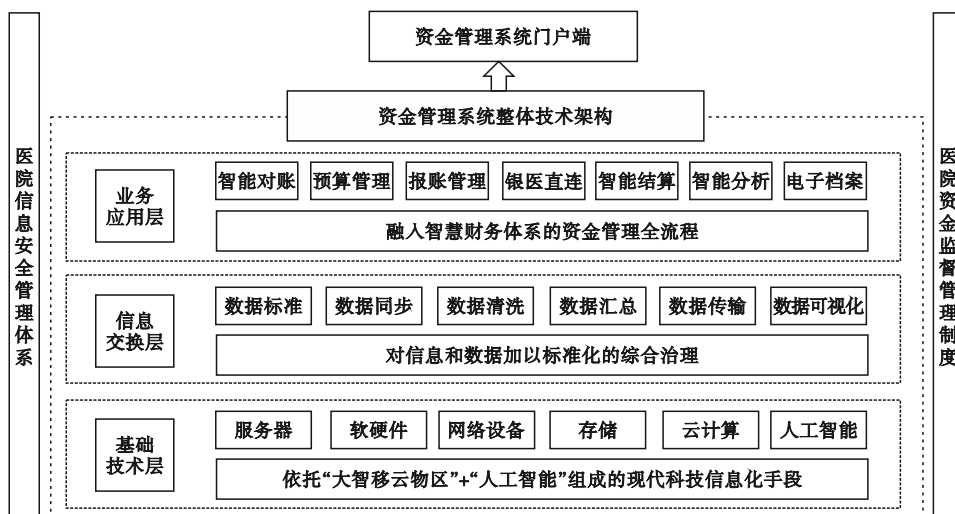 资金管理系统门户端
资金管理系统整体技术架构
医院信息安全管理体系
业务
应用层
智能对账
预算管理
报账管理
银医直连
智能结算
智能分析
电子档案
融入智慧财务体系的资金管理全流程
信息
交换层
数据标准
数据同步
数据清洗
数据汇总
数据传输
数据可视化
对信息和数据加以标准化的综合治理
基础
技术层
服务器
软硬件
网络设备
存储
云计算
人工智能
依托“大智移云物区”+“人工智能”组成的现代科技信息化手段
医院资金监督管理制度